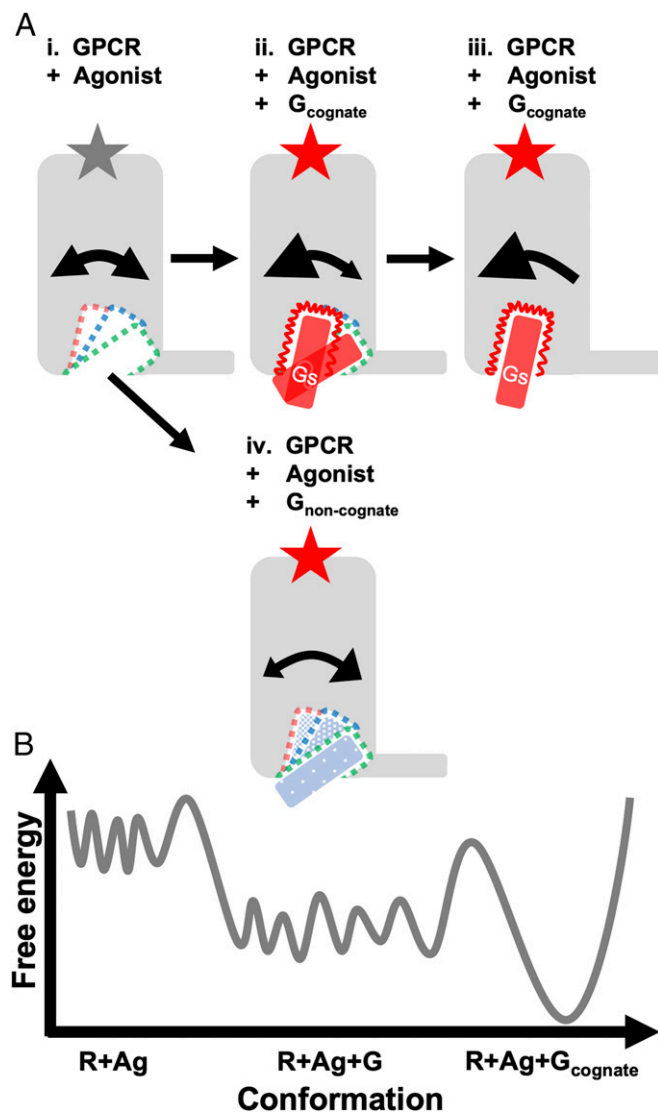 A
i. GPCR
+ Agonist
ii. GPCR
+ Agonist
+ Gcognate
iii. GPCR
+ Agonist
+ Gcognate
Gs
Gs
iv. GPCR
+ Agonist
+ Gnon-cognate
B
Free energy
R+Ag
R+Ag+G
R+Ag+Gcognate
Conformation